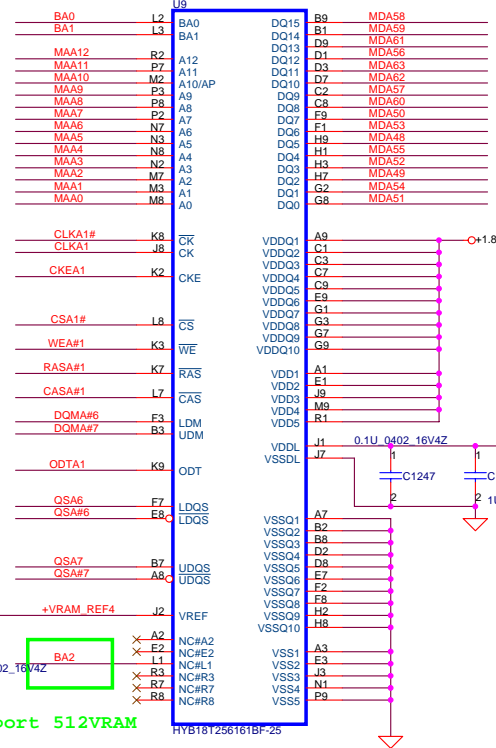 U9
BA0 L2 BA0 DQ15 B9 MDA58
BA1 L3 BA1 DQ14 B1 MDA59
DQ13 D9 MDA61
MAA12 R2 A12 DQ12 D1 MDA56
MAA11 P7 A11 DQ11 D3 MDA63
MAA10 M2 A10/AP DQ10 D7 MDA62
MAA9 P3 A9 DQ9 C2 MDA57
MAA8 P8 A8 DQ8 C8 MDA60
MAA7 P2 A7 DQ7 F9 MDA50
MAA6 N7 A6 DQ6 F1 MDA53
MAA5 N3 A5 DQ5 H9 MDA48
MAA4 N8 A4 DQ4 H1 MDA55
MAA3 N2 A3 DQ3 H3 MDA52
MAA2 M7 A2 DQ2 H7 MDA49
MAA1 M3 A1 DQ1 G2 MDA54
MAA0 M8 A0 DQ0 G8 MDA51
CLKA1# K8 CK VDDQ1 A9 +1.8
CLKA1 J8 CK VDDQ2 C1
VDDQ3 C3
CKEA1 K2 CKE VDDQ4 C7
VDDQ5 C9
VDDQ6 E9
VDDQ7 G1
CSA1# L8 CS VDDQ8 G3
VDDQ9 G7
WEA#1 K3 WE VDDQ10 G9
RASA#1 K7 RAS VDD1 A1
VDD2 E1
CASA#1 L7 CAS VDD3 J9
VDD4 M9
DQMA#6 F3 LDM VDD5 R1
DQMA#7 B3 UDM
VDDL J1 0.1U_0402_16V4Z
VSSDL J7
1 1
ODTA1 K9 ODT
C1247 C
2 2 1U
QSA6 F7 LDQS VSSQ1 A7
QSA#6 E8 LDQS VSSQ2 B2
VSSQ3 B8
VSSQ4 D2
QSA7 B7 UDQS VSSQ5 D8
QSA#7 A8 UDQS VSSQ6 E7
VSSQ7 F2
VSSQ8 F8
+VRAM_REF4 J2 VREF VSSQ9 H2
VSSQ10 H8
A2 NC#A2
E2 NC#E2 VSS1 A3
BA2 L1 NC#L1 VSS2 E3
02_16V4Z R3 NC#R3 VSS3 J3
R7 NC#R7 VSS4 N1
R8 NC#R8 VSS5 P9
port 512VRAM
HYB18T256161BF-25